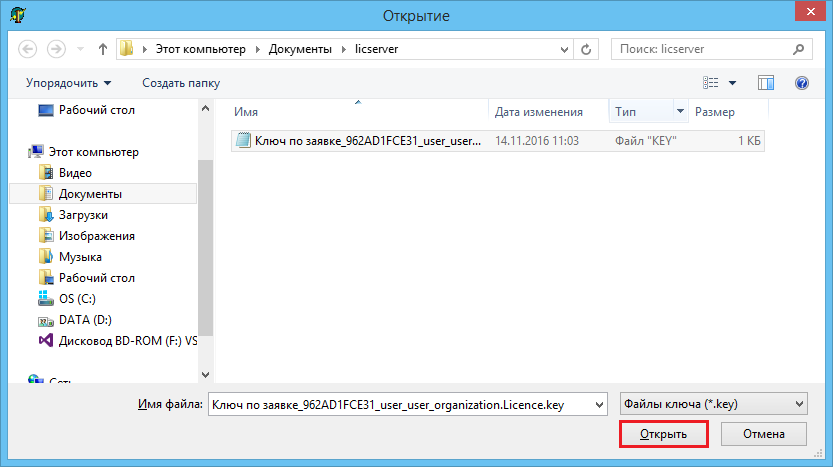 Открытие
Этот компьютер Документы licserver
Поиск: licserver
Упорядочить Создать папку
Рабочий стол
Этот компьютер
Видео
Документы
Загрузки
Изображения
Музыка
Рабочий стол
OS (C:)
DATA (D:)
Дисковод BD-ROM (F:) VS
Сеть
Имя Дата изменения Тип Размер
Ключ по заявке_962AD1FCE31_user_user... 14.11.2016 11:03 Файл "KEY" 1 КБ
Имя файла: Ключ по заявке_962AD1FCE31_user_user_organization.Licence.key Файлы ключа (*.key)
Открыть Отмена